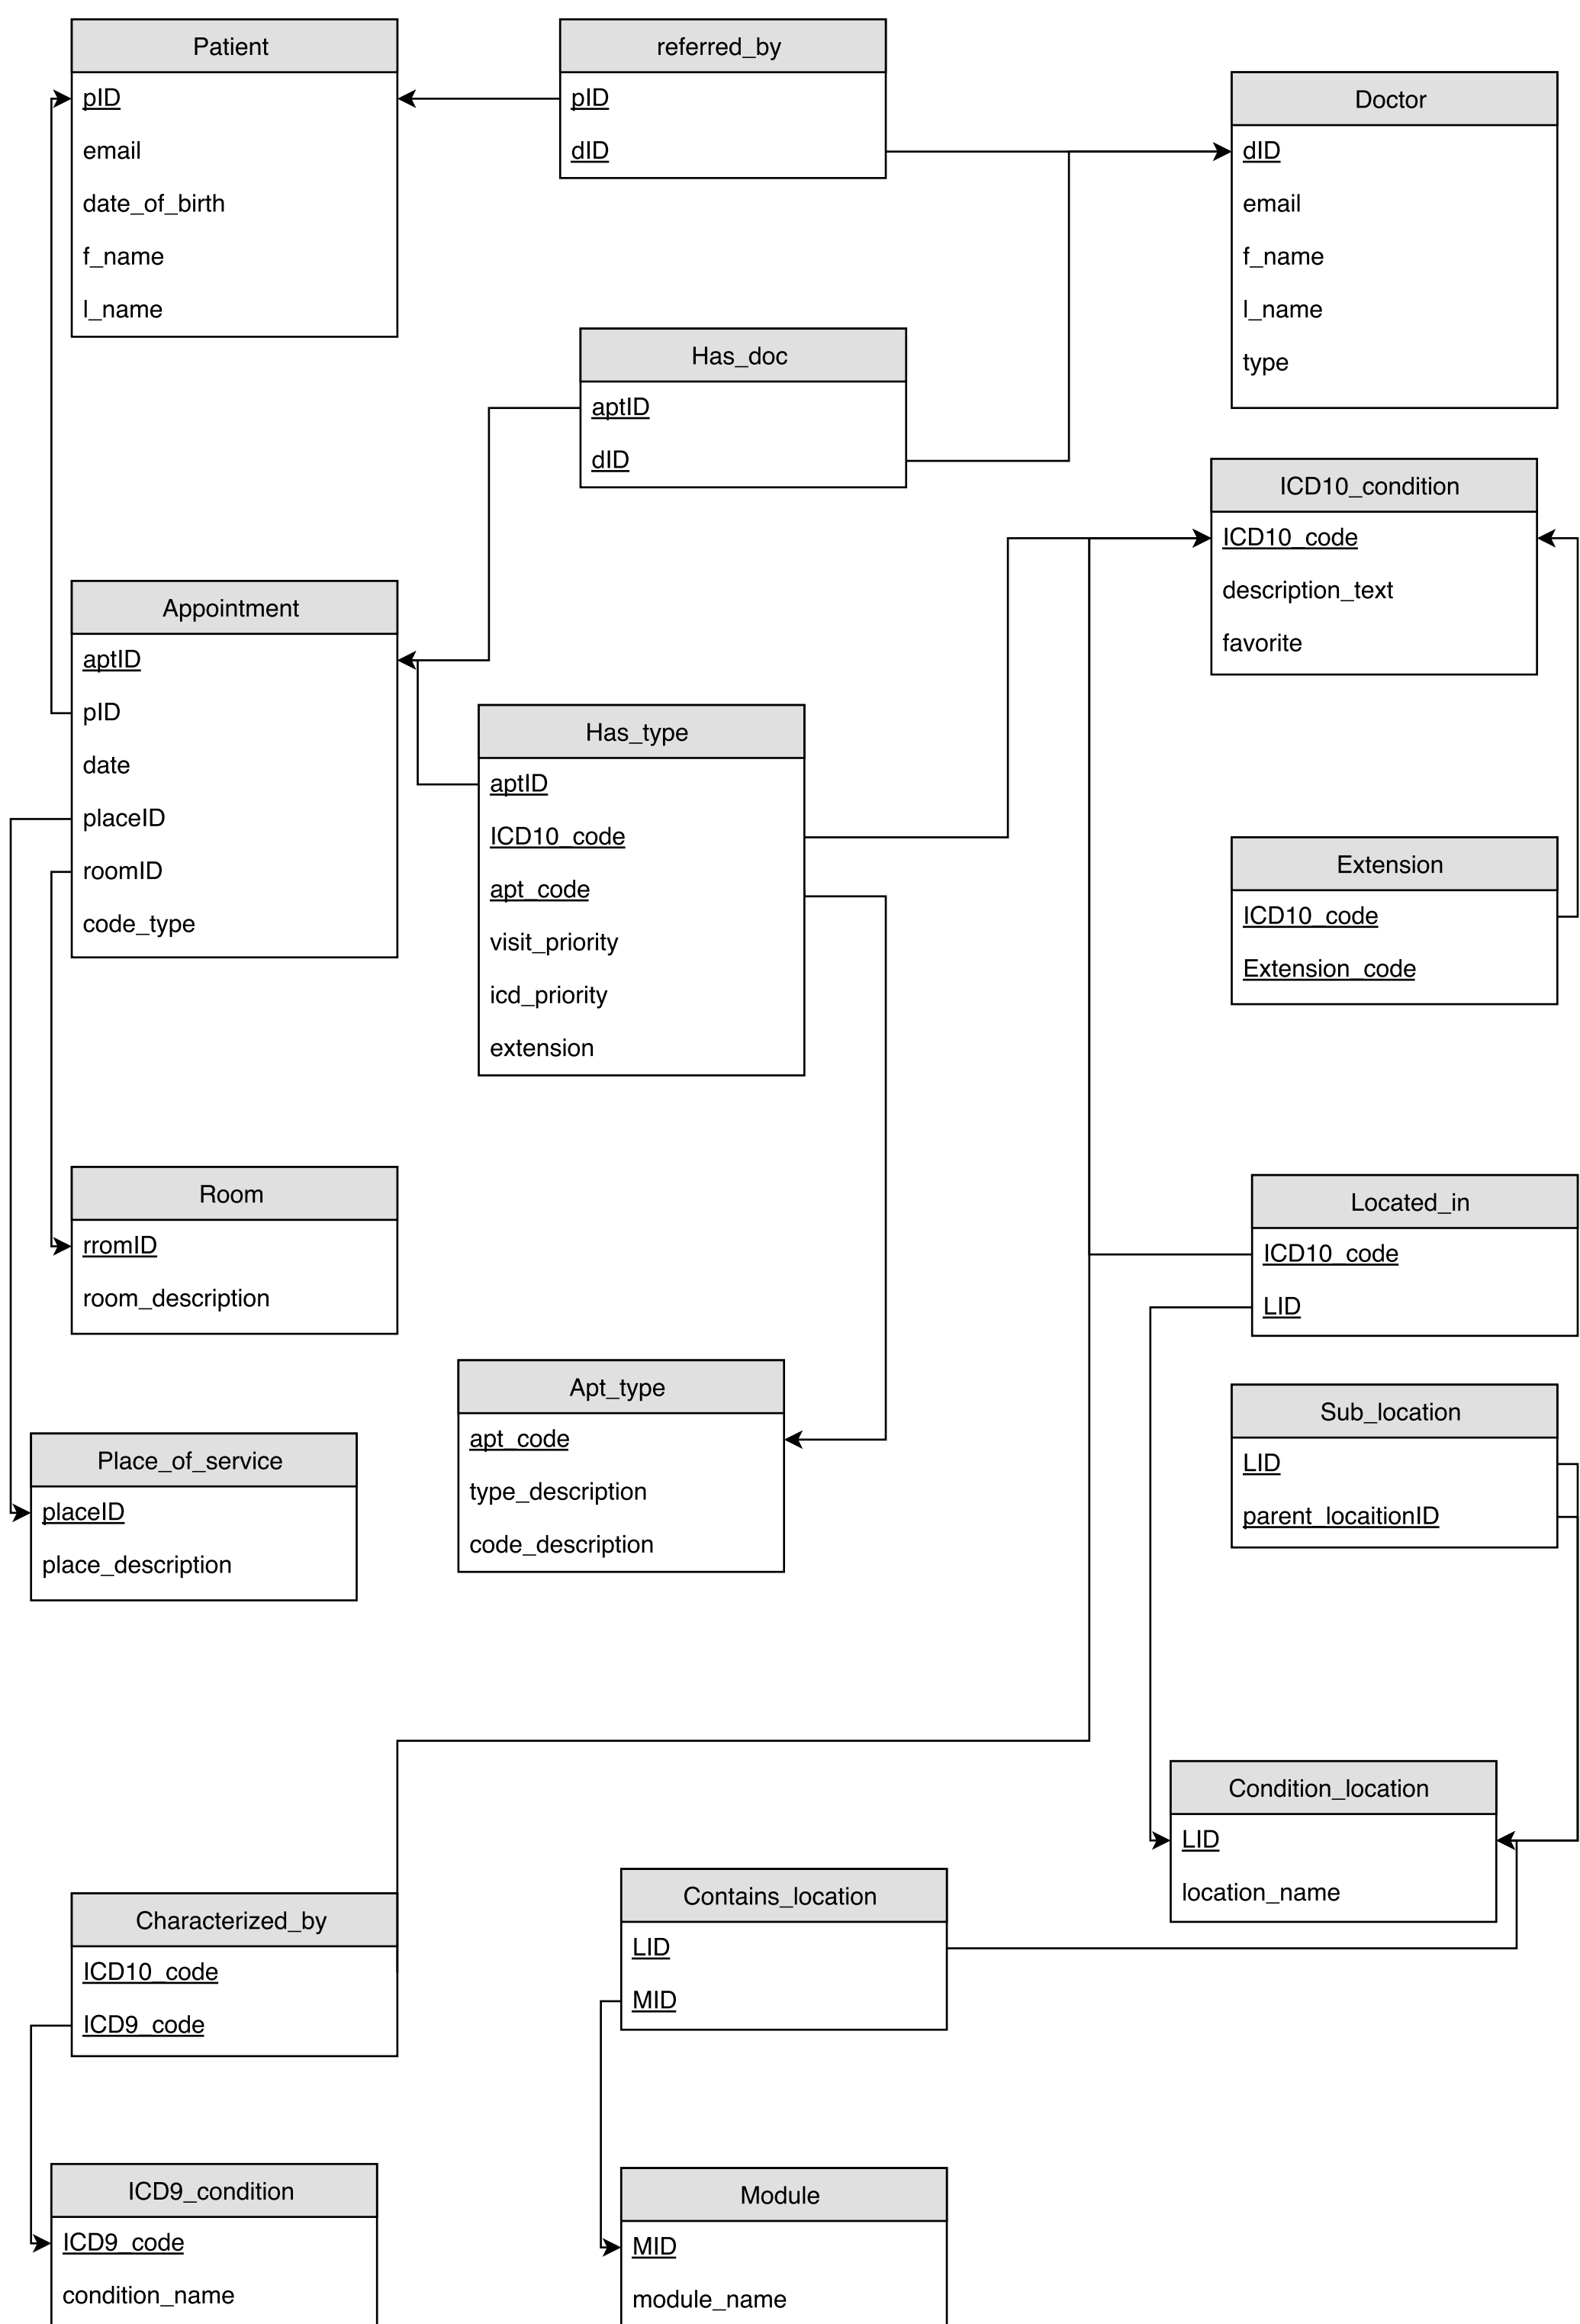 Patient
pID
email
date_of_birth
f_name
l_name
referred_by
pID
dID
Doctor
dID
email
f_name
l_name
type
Has_doc
aptID
dID
ICD10_condition
ICD10_code
description_text
favorite
Appointment
aptID
pID
date
placeID
roomID
code_type
Has_type
aptID
ICD10_code
apt_code
visit_priority
icd_priority
extension
Extension
ICD10_code
Extension_code
Room
rromID
room_description
Located_in
ICD10_code
LID
Apt_type
apt_code
type_description
code_description
Sub_location
LID
parent_locaitionID
Place_of_service
placeID
place_description
Condition_location
LID
location_name
Characterized_by
ICD10_code
ICD9_code
Contains_location
LID
MID
ICD9_condition
ICD9_code
condition_name
Module
MID
module_name